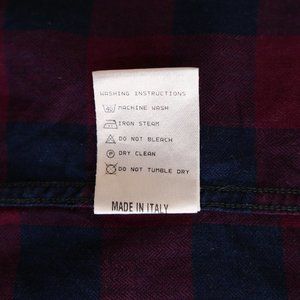 WASHING INSTRUCTIONS
MACHINE WASH
IRON STEAM
DO NOT BLEACH
DRY CLEAN
DO NOT TUMBLE DRY
MADE IN ITALY